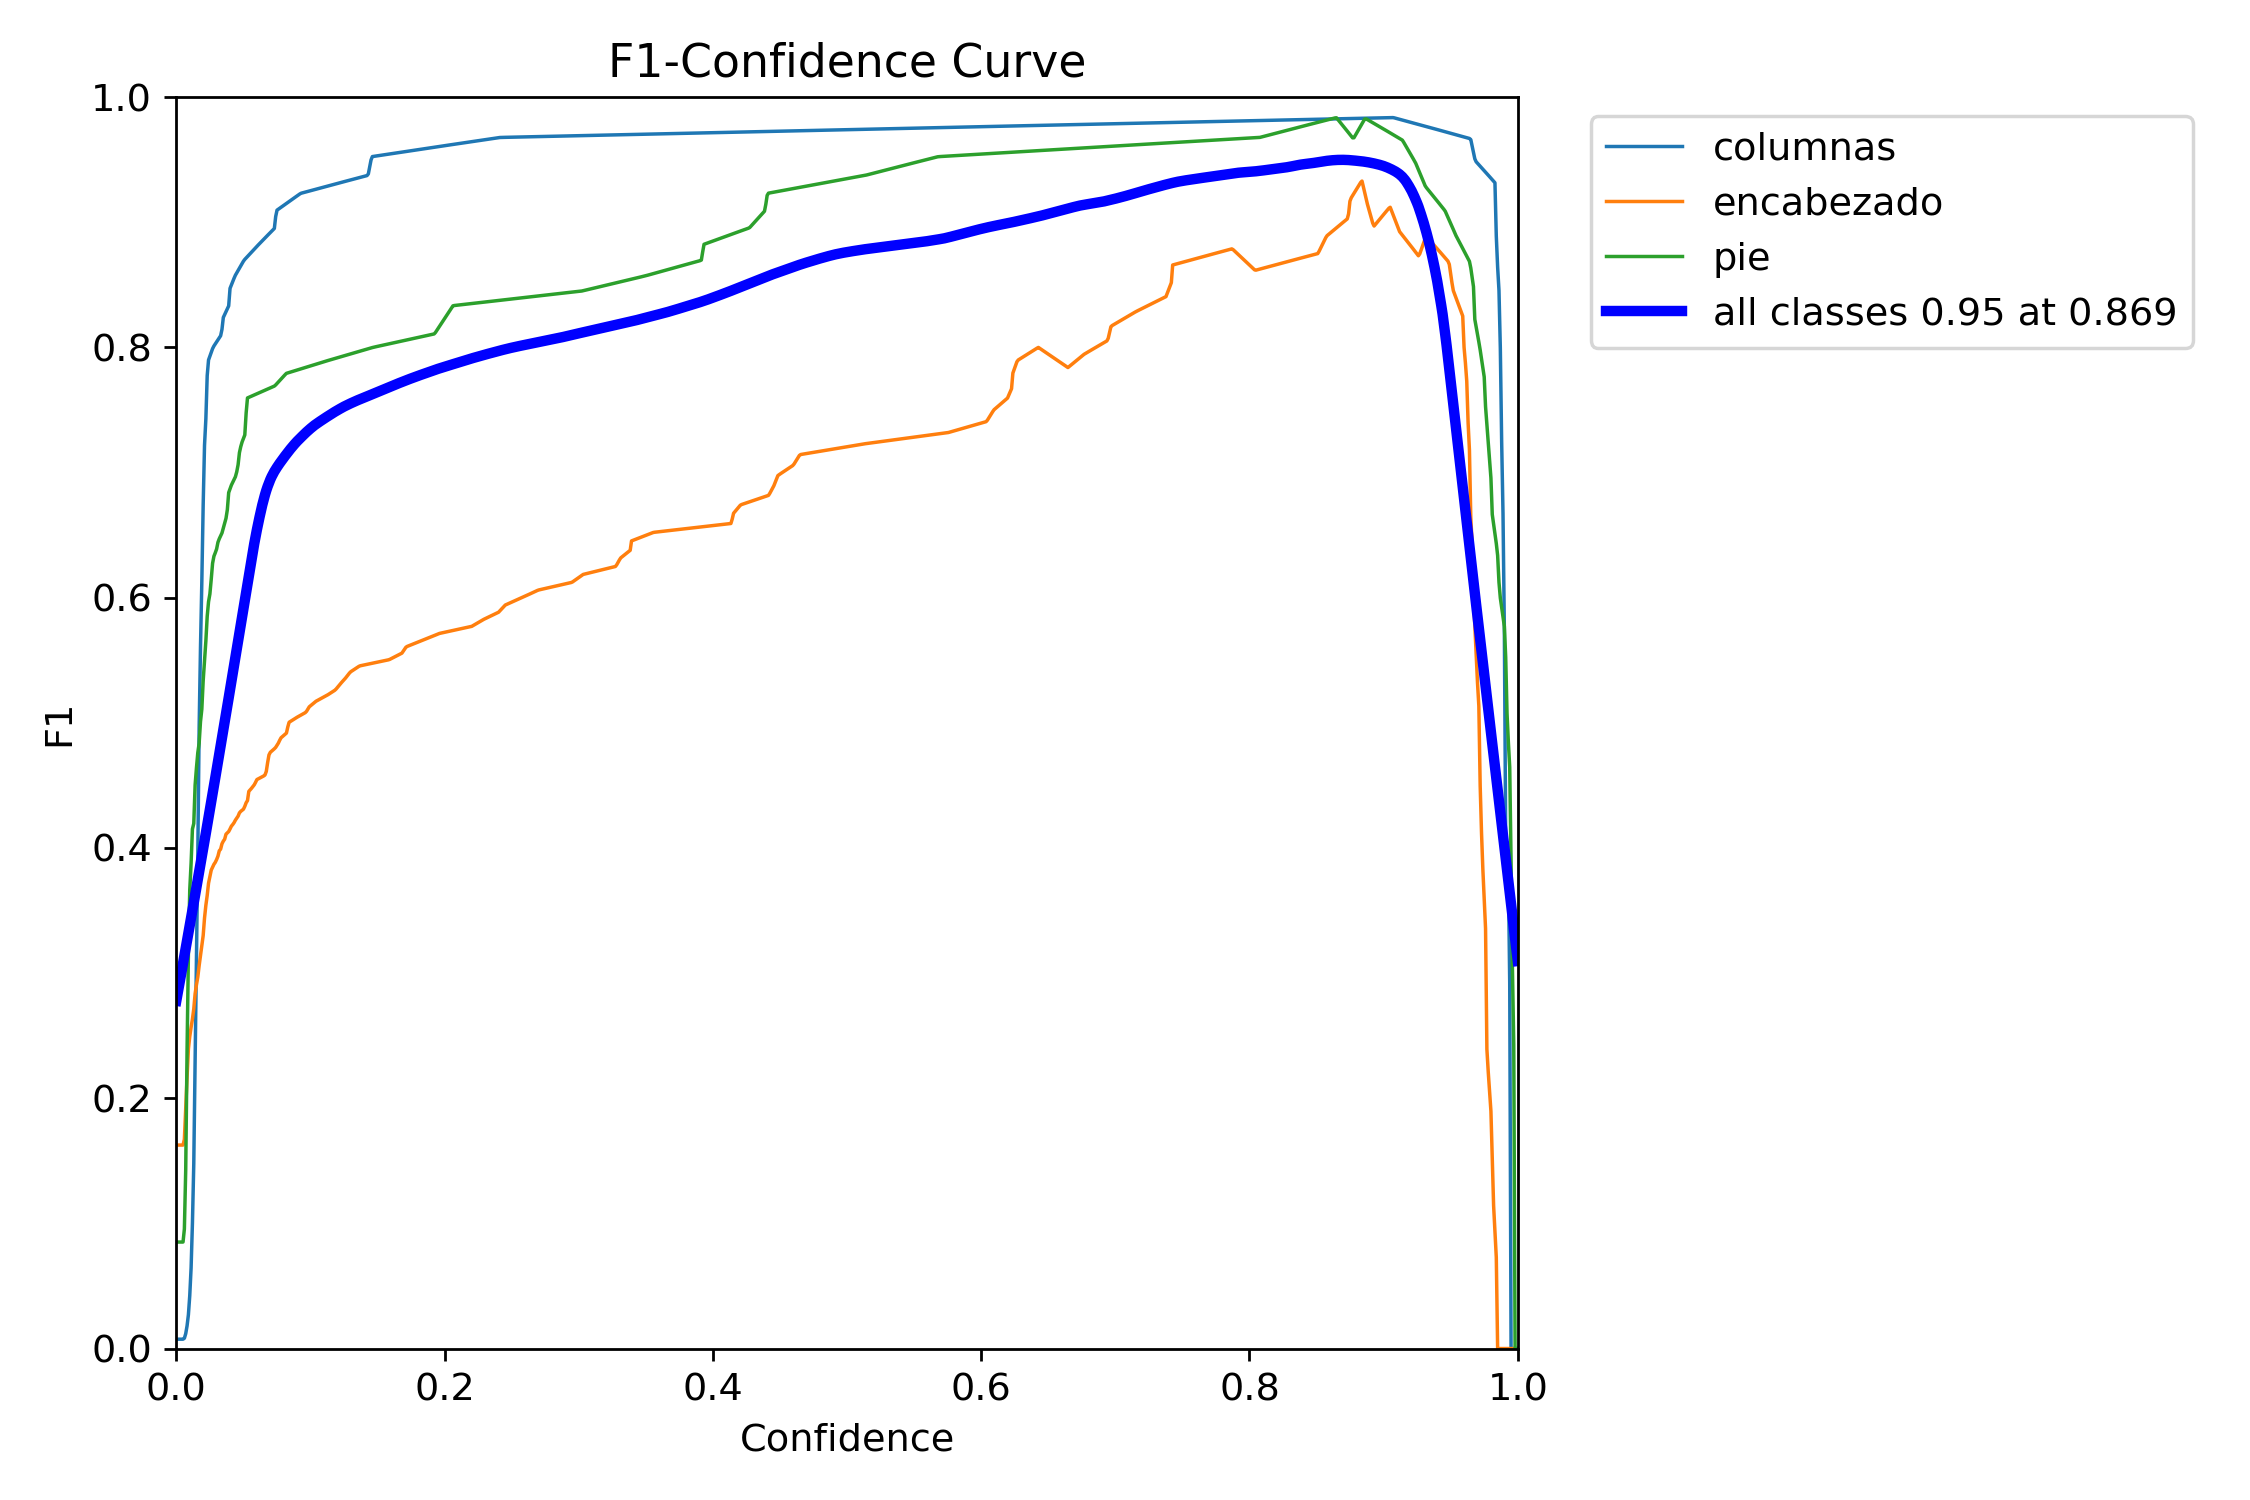 F1-Confidence Curve
1.0
0.8
0.6
0.4
0.2
0.0
F1
0.0 0.2 0.4 0.6 0.8 1.0
Confidence
columnas
encabezado
pie
all classes 0.95 at 0.869